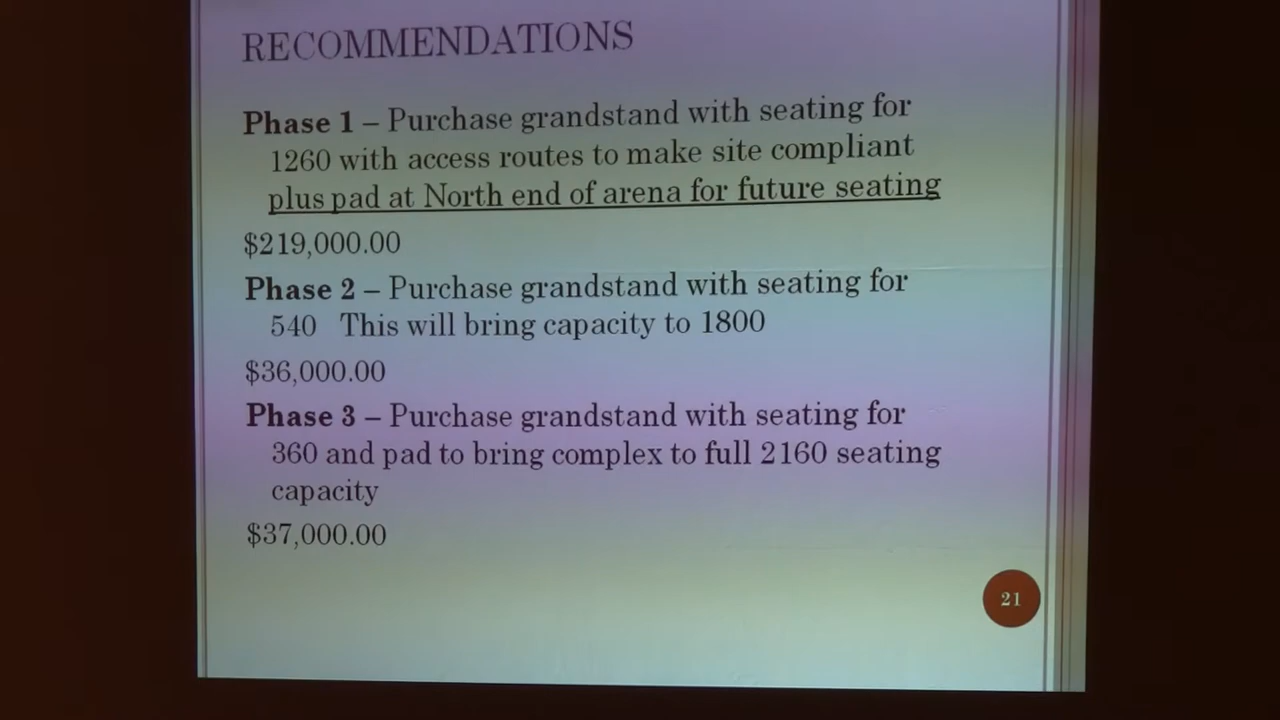 RECOMMENDATIONS
Phase 1 – Purchase grandstand with seating for
1260 with access routes to make site compliant
plus pad at North end of arena for future seating
$219,000.00
Phase 2 – Purchase grandstand with seating for
540 This will bring capacity to 1800
$36,000.00
Phase 3 – Purchase grandstand with seating for
360 and pad to bring complex to full 2160 seating
capacity
$37,000.00
21